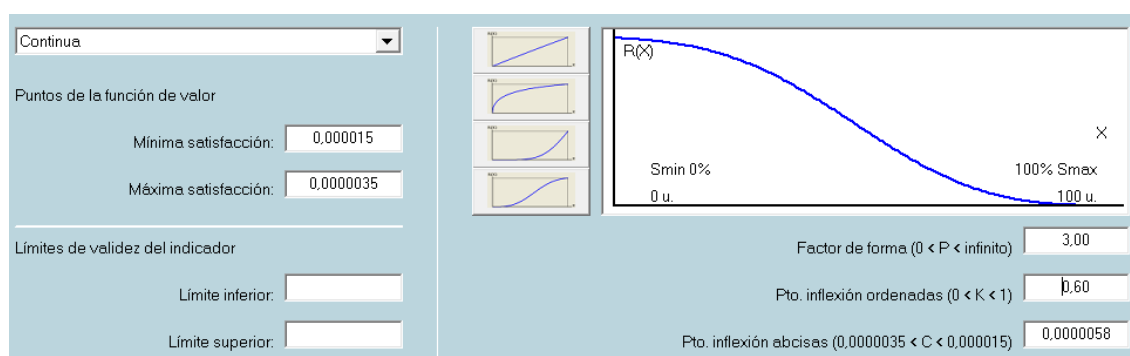 Continua
Puntos de la función de valor
Mínima satisfacción: 0,000015
Máxima satisfacción: 0,0000035
Límites de validez del indicador
Límite inferior:
Límite superior:
R(X)
X
Smin 0%
100% Smax
0 u.
100 u.
Factor de forma (0 < P < infinito) 3,00
Pto. inflexión ordenadas (0 < K < 1) 0,60
Pto. inflexión abcisas (0,0000035 < C < 0,000015) 0,0000058